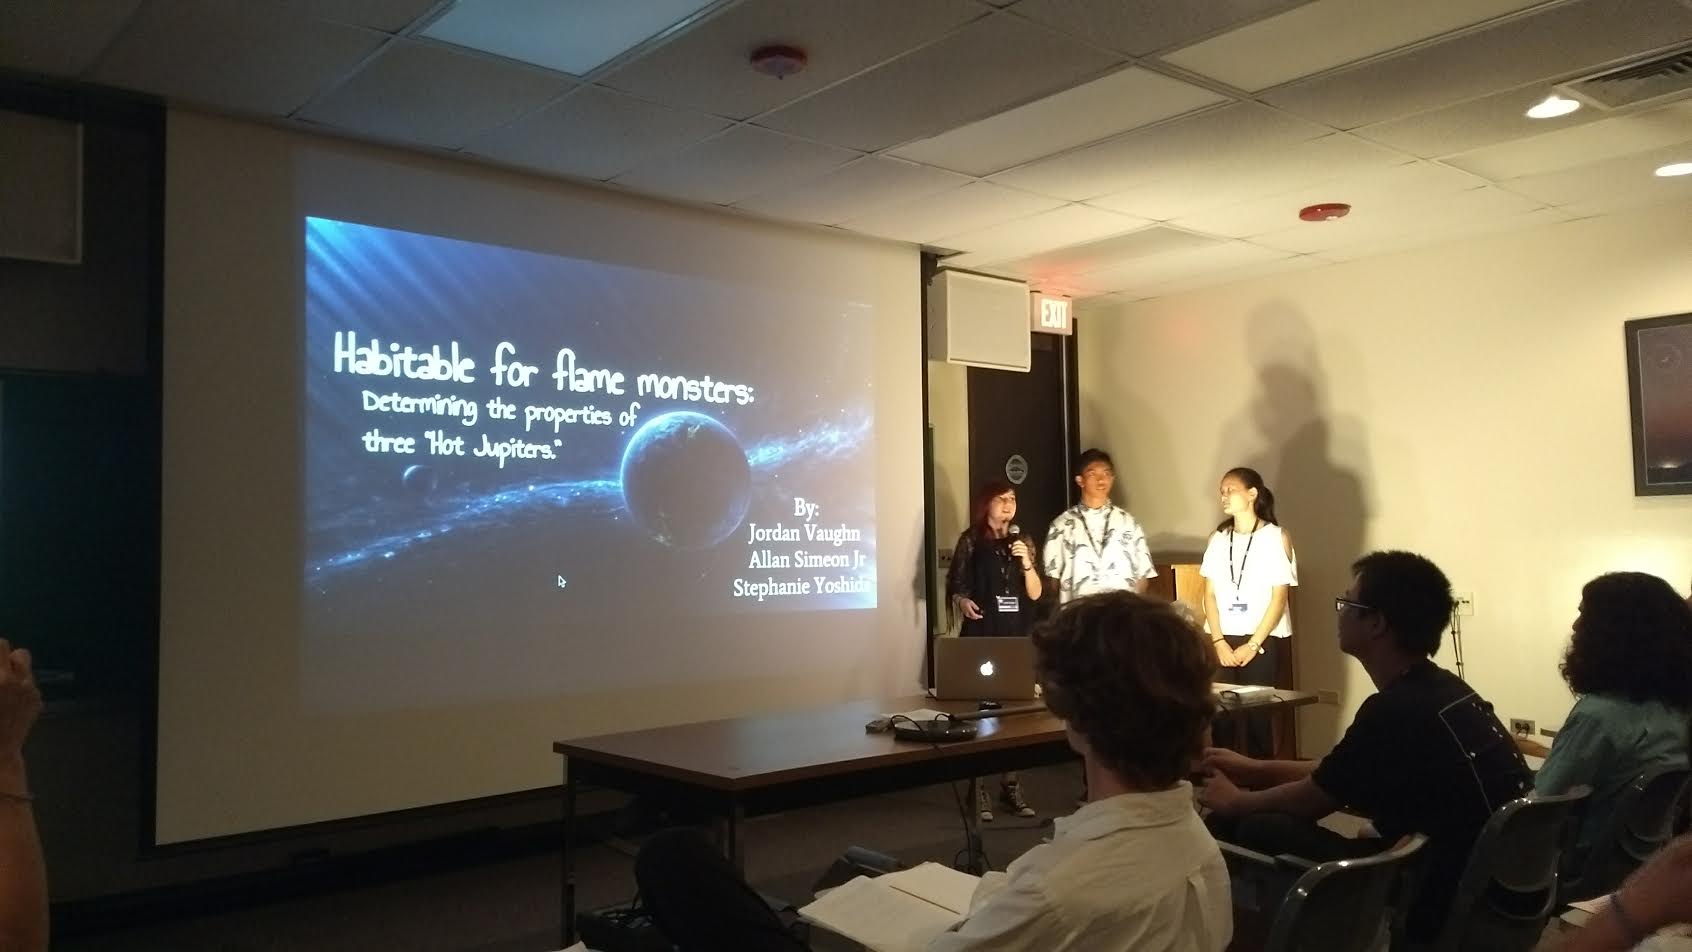 Habitable for flame monsters:
Determining the properties of
three "Hot Jupiters."
By:
Jordan Vaughn
Allan Simeon Jr
Stephanie Yoshida
EXIT